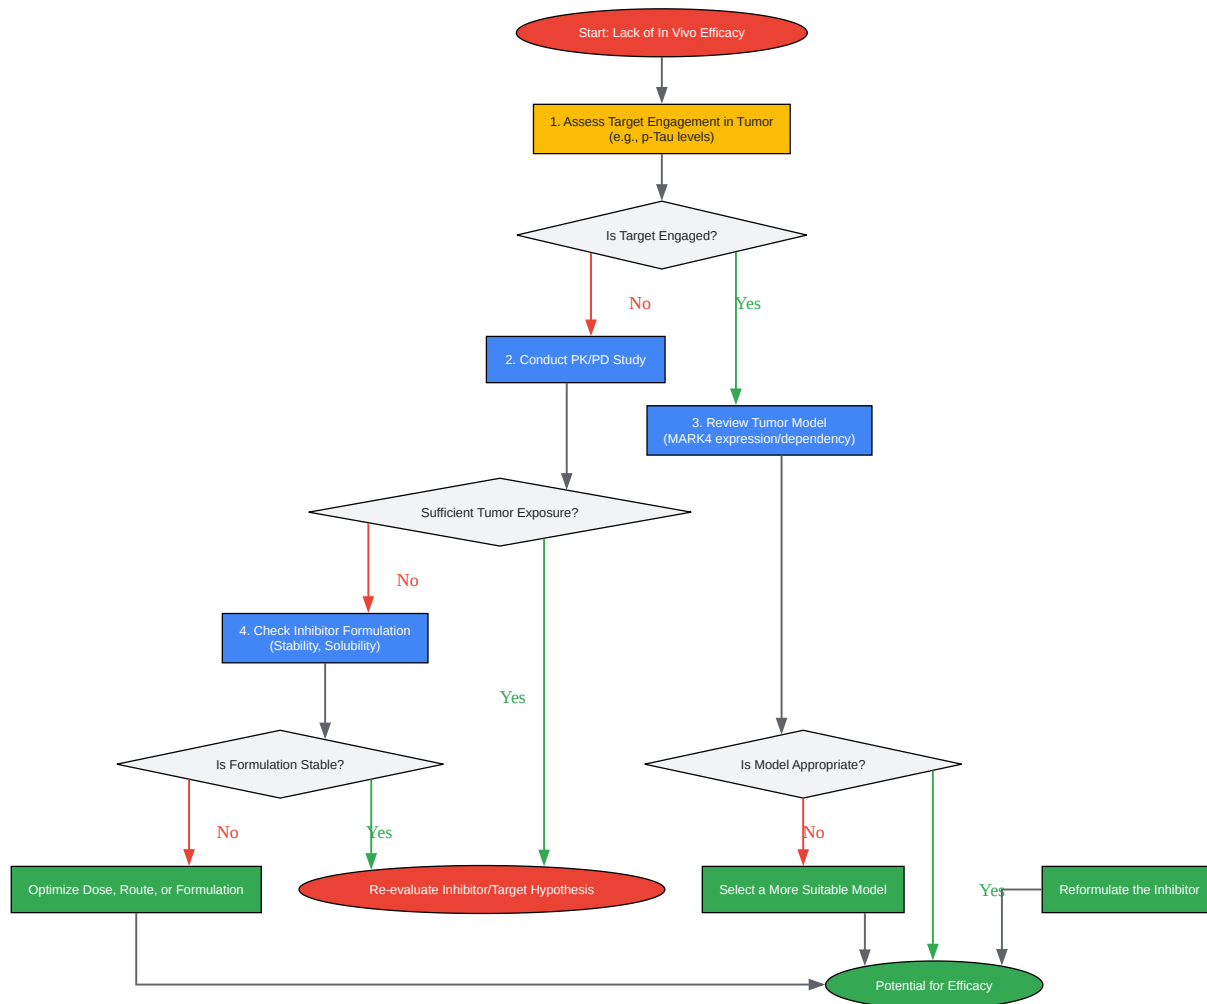 Start: Lack of In Vivo Efficacy
1. Assess Target Engagement in Tumor
(e.g., p-Tau levels)
Is Target Engaged?
No
Yes
2. Conduct PK/PD Study
3. Review Tumor Model
(MARK4 expression/dependency)
Sufficient Tumor Exposure?
No
4. Check Inhibitor Formulation
(Stability, Solubility)
Yes
Is Formulation Stable?
Is Model Appropriate?
No
Yes
No
Optimize Dose, Route, or Formulation
Re-evaluate Inhibitor/Target Hypothesis
Select a More Suitable Model
Yes
Reformulate the Inhibitor
Potential for Efficacy